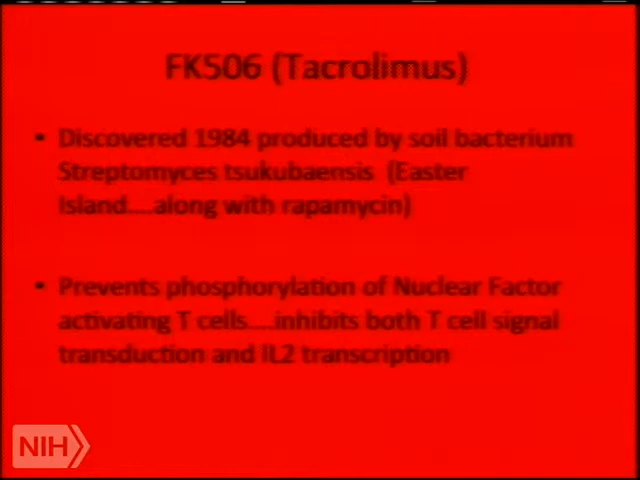 FK506 (Tacrolimus)
• Discovered 1984 produced by soil bacterium
Streptomyces tsukubaensis (Easter
Island....along with rapamycin)
• Prevents phosphorylation of Nuclear Factor
activating T cells....inhibits both T cell signal
transduction and IL2 transcription
NIH